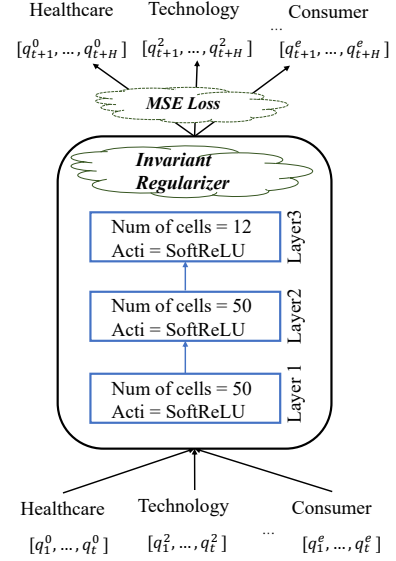 Healthcare Technology ... Consumer
[q_{t+1}^0, ..., q_{t+H}^0] [q_{t+1}^2, ..., q_{t+H}^2] [q_{t+1}^e, ..., q_{t+H}^e]
MSE Loss
Invariant
Regularizer
Num of cells = 12
Acti = SoftReLU
Layer3
Num of cells = 50
Acti = SoftReLU
Layer2
Num of cells = 50
Acti = SoftReLU
Layer 1
Healthcare Technology Consumer
[q_1^0, ..., q_t^0] [q_1^2, ..., q_t^2] ... [q_1^e, ..., q_t^e]